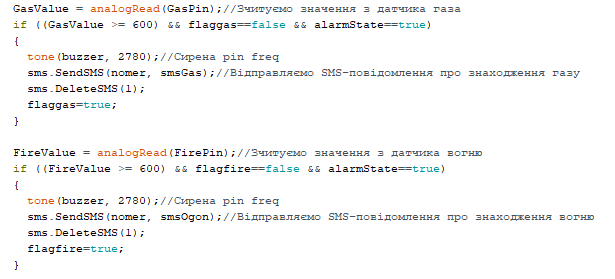 GasValue = analogRead(GasPin);//Зчитуємо значення з датчика газа
if ((GasValue >= 600) && flaggas==false && alarmState==true)
{
tone(buzzer, 2780);//Сирена pin freq
sms.SendSMS(nomer, smsGas);//Відправляємо SMS-повідомлення про знаходження газу
sms.DeleteSMS(1);
flaggas=true;
}
FireValue = analogRead(FirePin);//Зчитуємо значення з датчика вогню
if ((FireValue >= 600) && flagfire==false && alarmState==true)
{
tone(buzzer, 2780);//Сирена pin freq
sms.SendSMS(nomer, smsOgon);//Відправляємо SMS-повідомлення про знаходження вогню
sms.DeleteSMS(1);
flagfire=true;
}